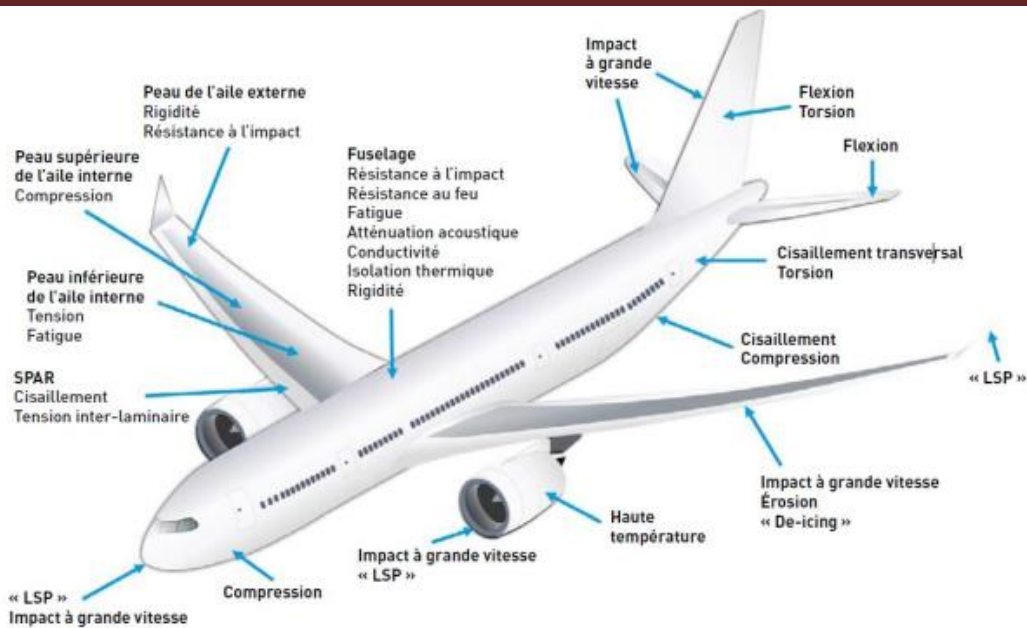 Impact
à grande
vitesse
Flexion
Torsion
Flexion
Peau de l'aile externe
Rigidité
Résistance à l'impact
Peau supérieure
de l'aile interne
Compression
Fuselage
Résistance à l'impact
Résistance au feu
Fatigue
Atténuation acoustique
Conductivité
Isolation thermique
Rigidité
Peau inférieure
de l'aile interne
Tension
Fatigue
SPAR
Cisaillement
Tension inter-laminaire
Cisaillement transversal
Torsion
Cisaillement
Compression
« LSP »
Impact à grande vitesse
Érosion
« De-icing »
Haute
température
Impact à grande vitesse
« LSP »
Compression
« LSP »
Impact à grande vitesse